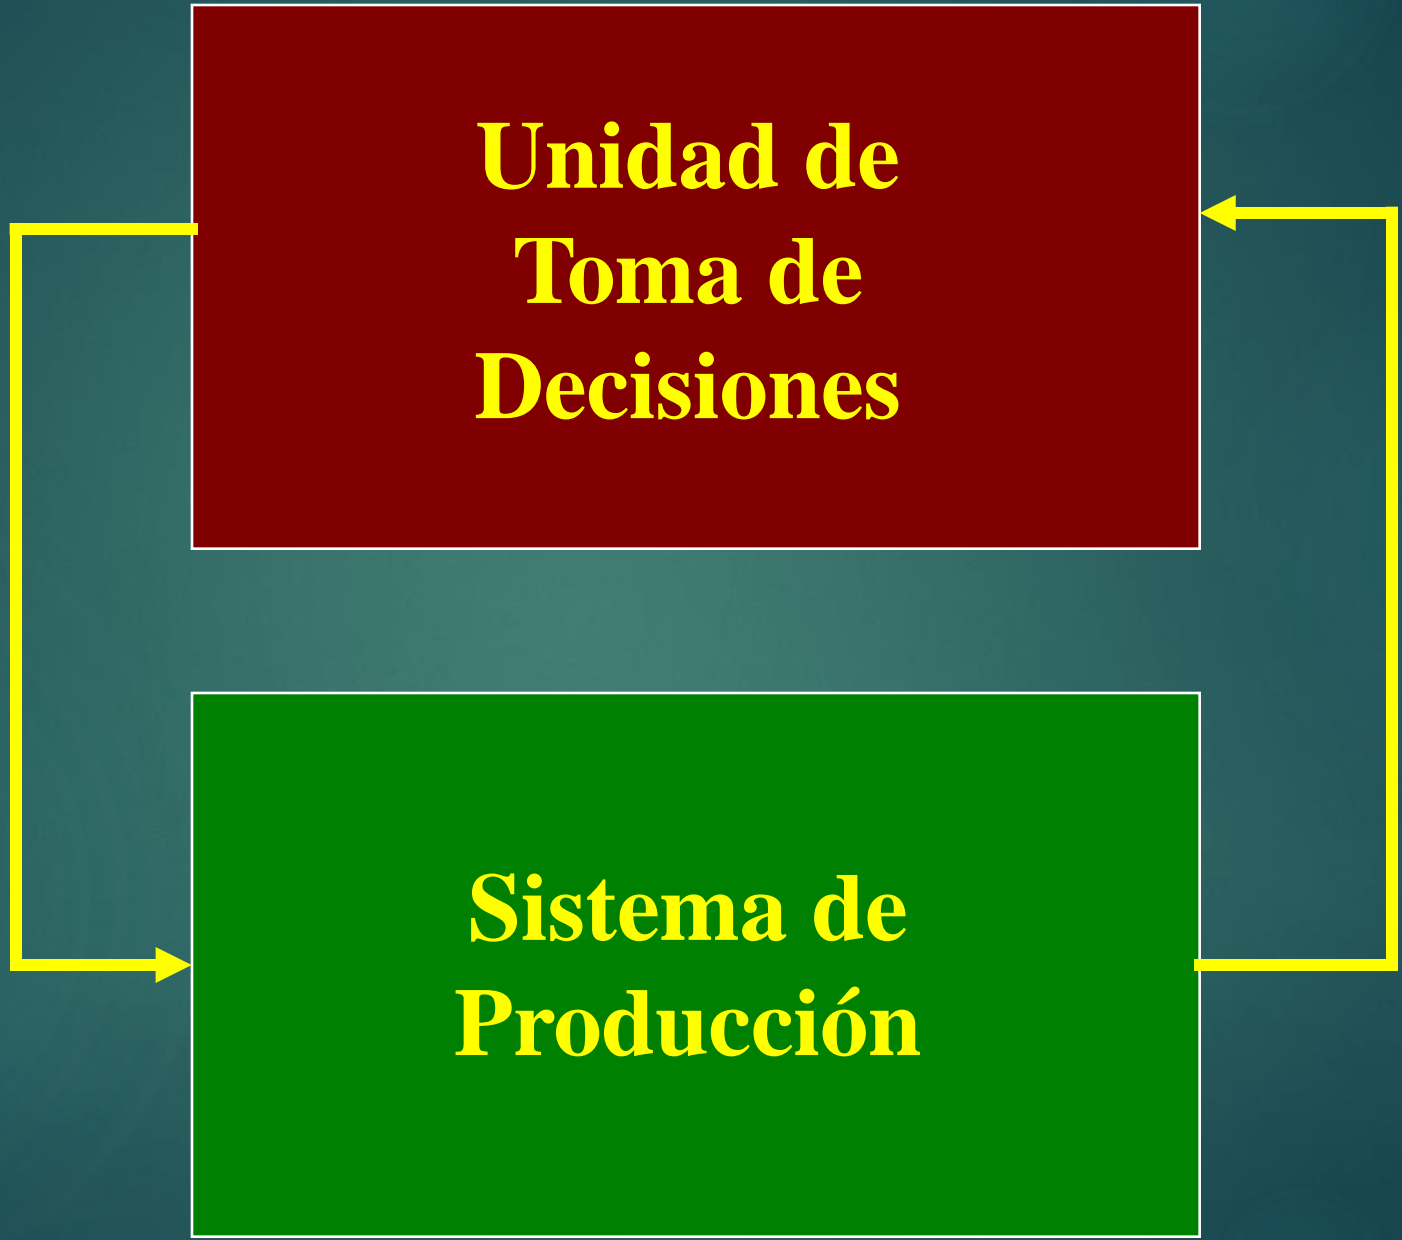 Unidad de
Toma de
Decisiones
Sistema de
Producción